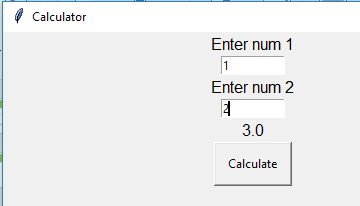 Calculator
Enter num 1
1
Enter num 2
2
3.0
Calculate